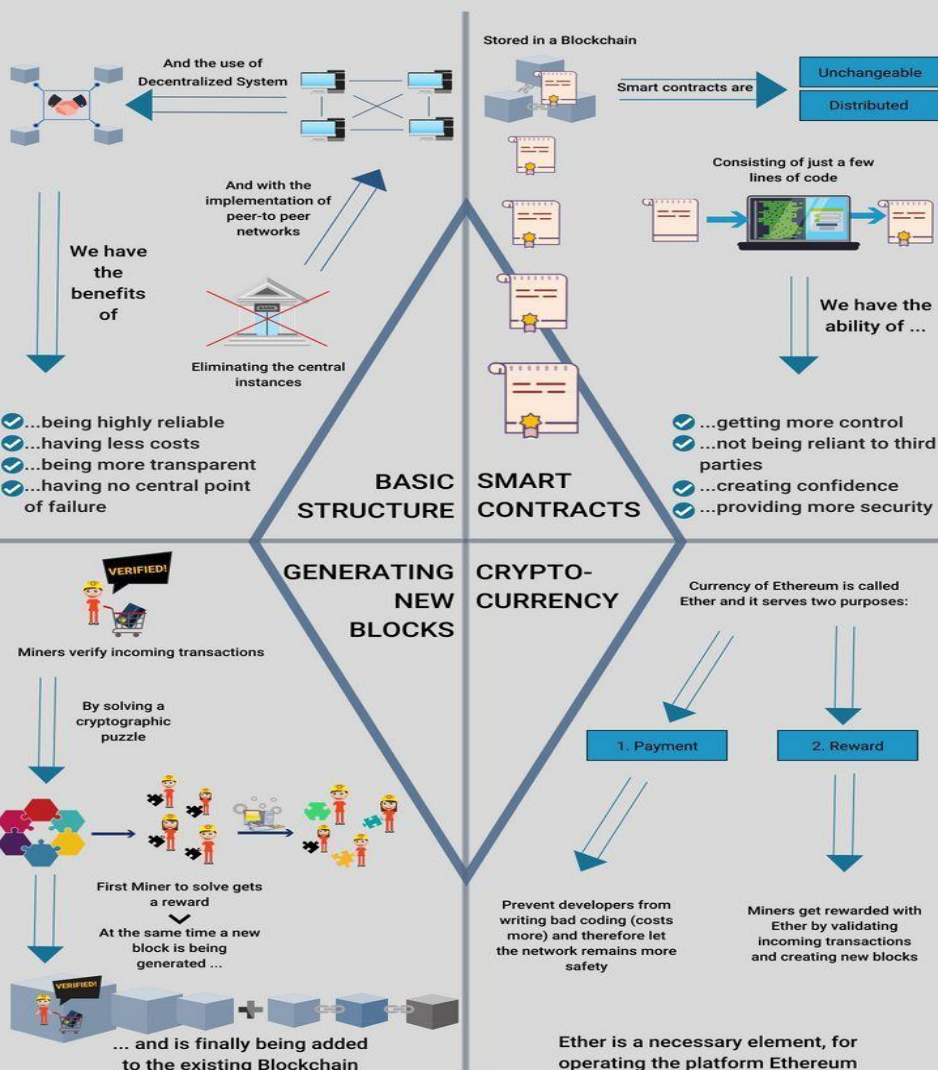 And the use of
Decentralized System
And with the
implementation of
peer-to peer
networks
We have
the
benefits
of
BANK
Eliminating the central
instances
...being highly reliable
...having less costs
...being more transparent
...having no central point
of failure
BASIC
STRUCTURE
Stored in a Blockchain
Smart contracts are
Unchangeable
Distributed
Consisting of just a few
lines of code
We have the
ability of ...
...getting more control
...not being reliant to third
parties
...creating confidence
...providing more security
SMART
CONTRACTS
GENERATING
NEW
BLOCKS
VERIFIED!
Miners verify incoming transactions
By solving a
cryptographic
puzzle
First Miner to solve gets
a reward
At the same time a new
block is being
generated ...
VERIFIED!
... and is finally being added
to the existing Blockchain
CRYPTO-
CURRENCY
Currency of Ethereum is called
Ether and it serves two purposes:
1. Payment
2. Reward
Prevent developers from
writing bad coding (costs
more) and therefore let
the network remains more
safety
Miners get rewarded with
Ether by validating
incoming transactions
and creating new blocks
Ether is a necessary element, for
operating the platform Ethereum